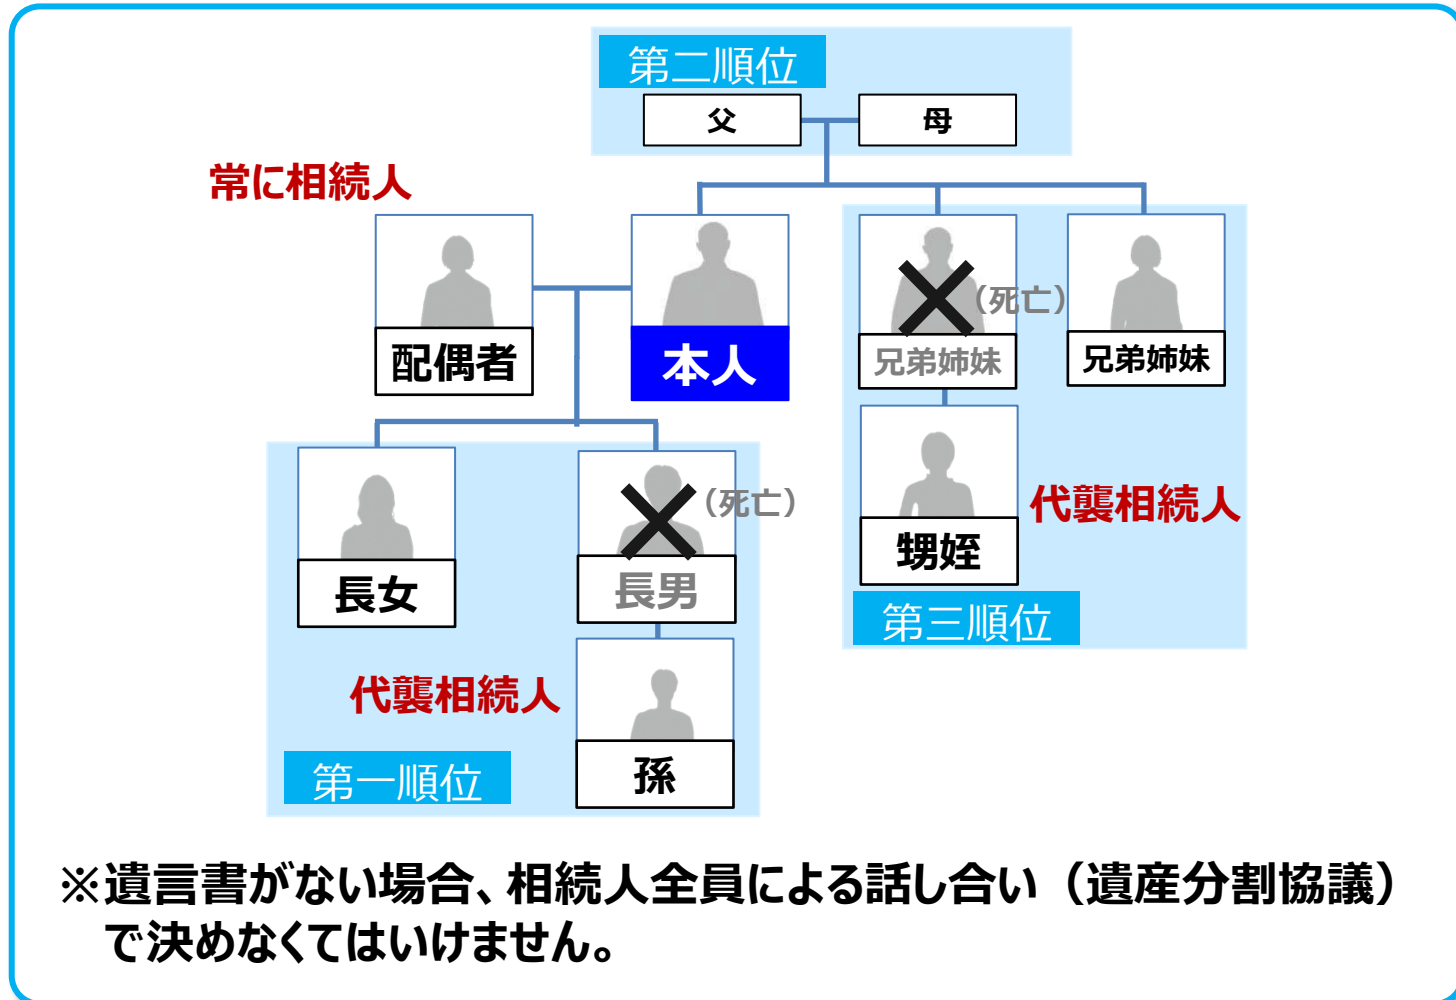 第二順位
父
母
常に相続人
配偶者
本人
(死亡)
兄弟姉妹
兄弟姉妹
長女
(死亡)
長男
甥姪
代襲相続人
第三順位
代襲相続人
孫
第一順位
※遺言書がない場合、相続人全員による話し合い（遺産分割協議）
で決めなくてはいけません。